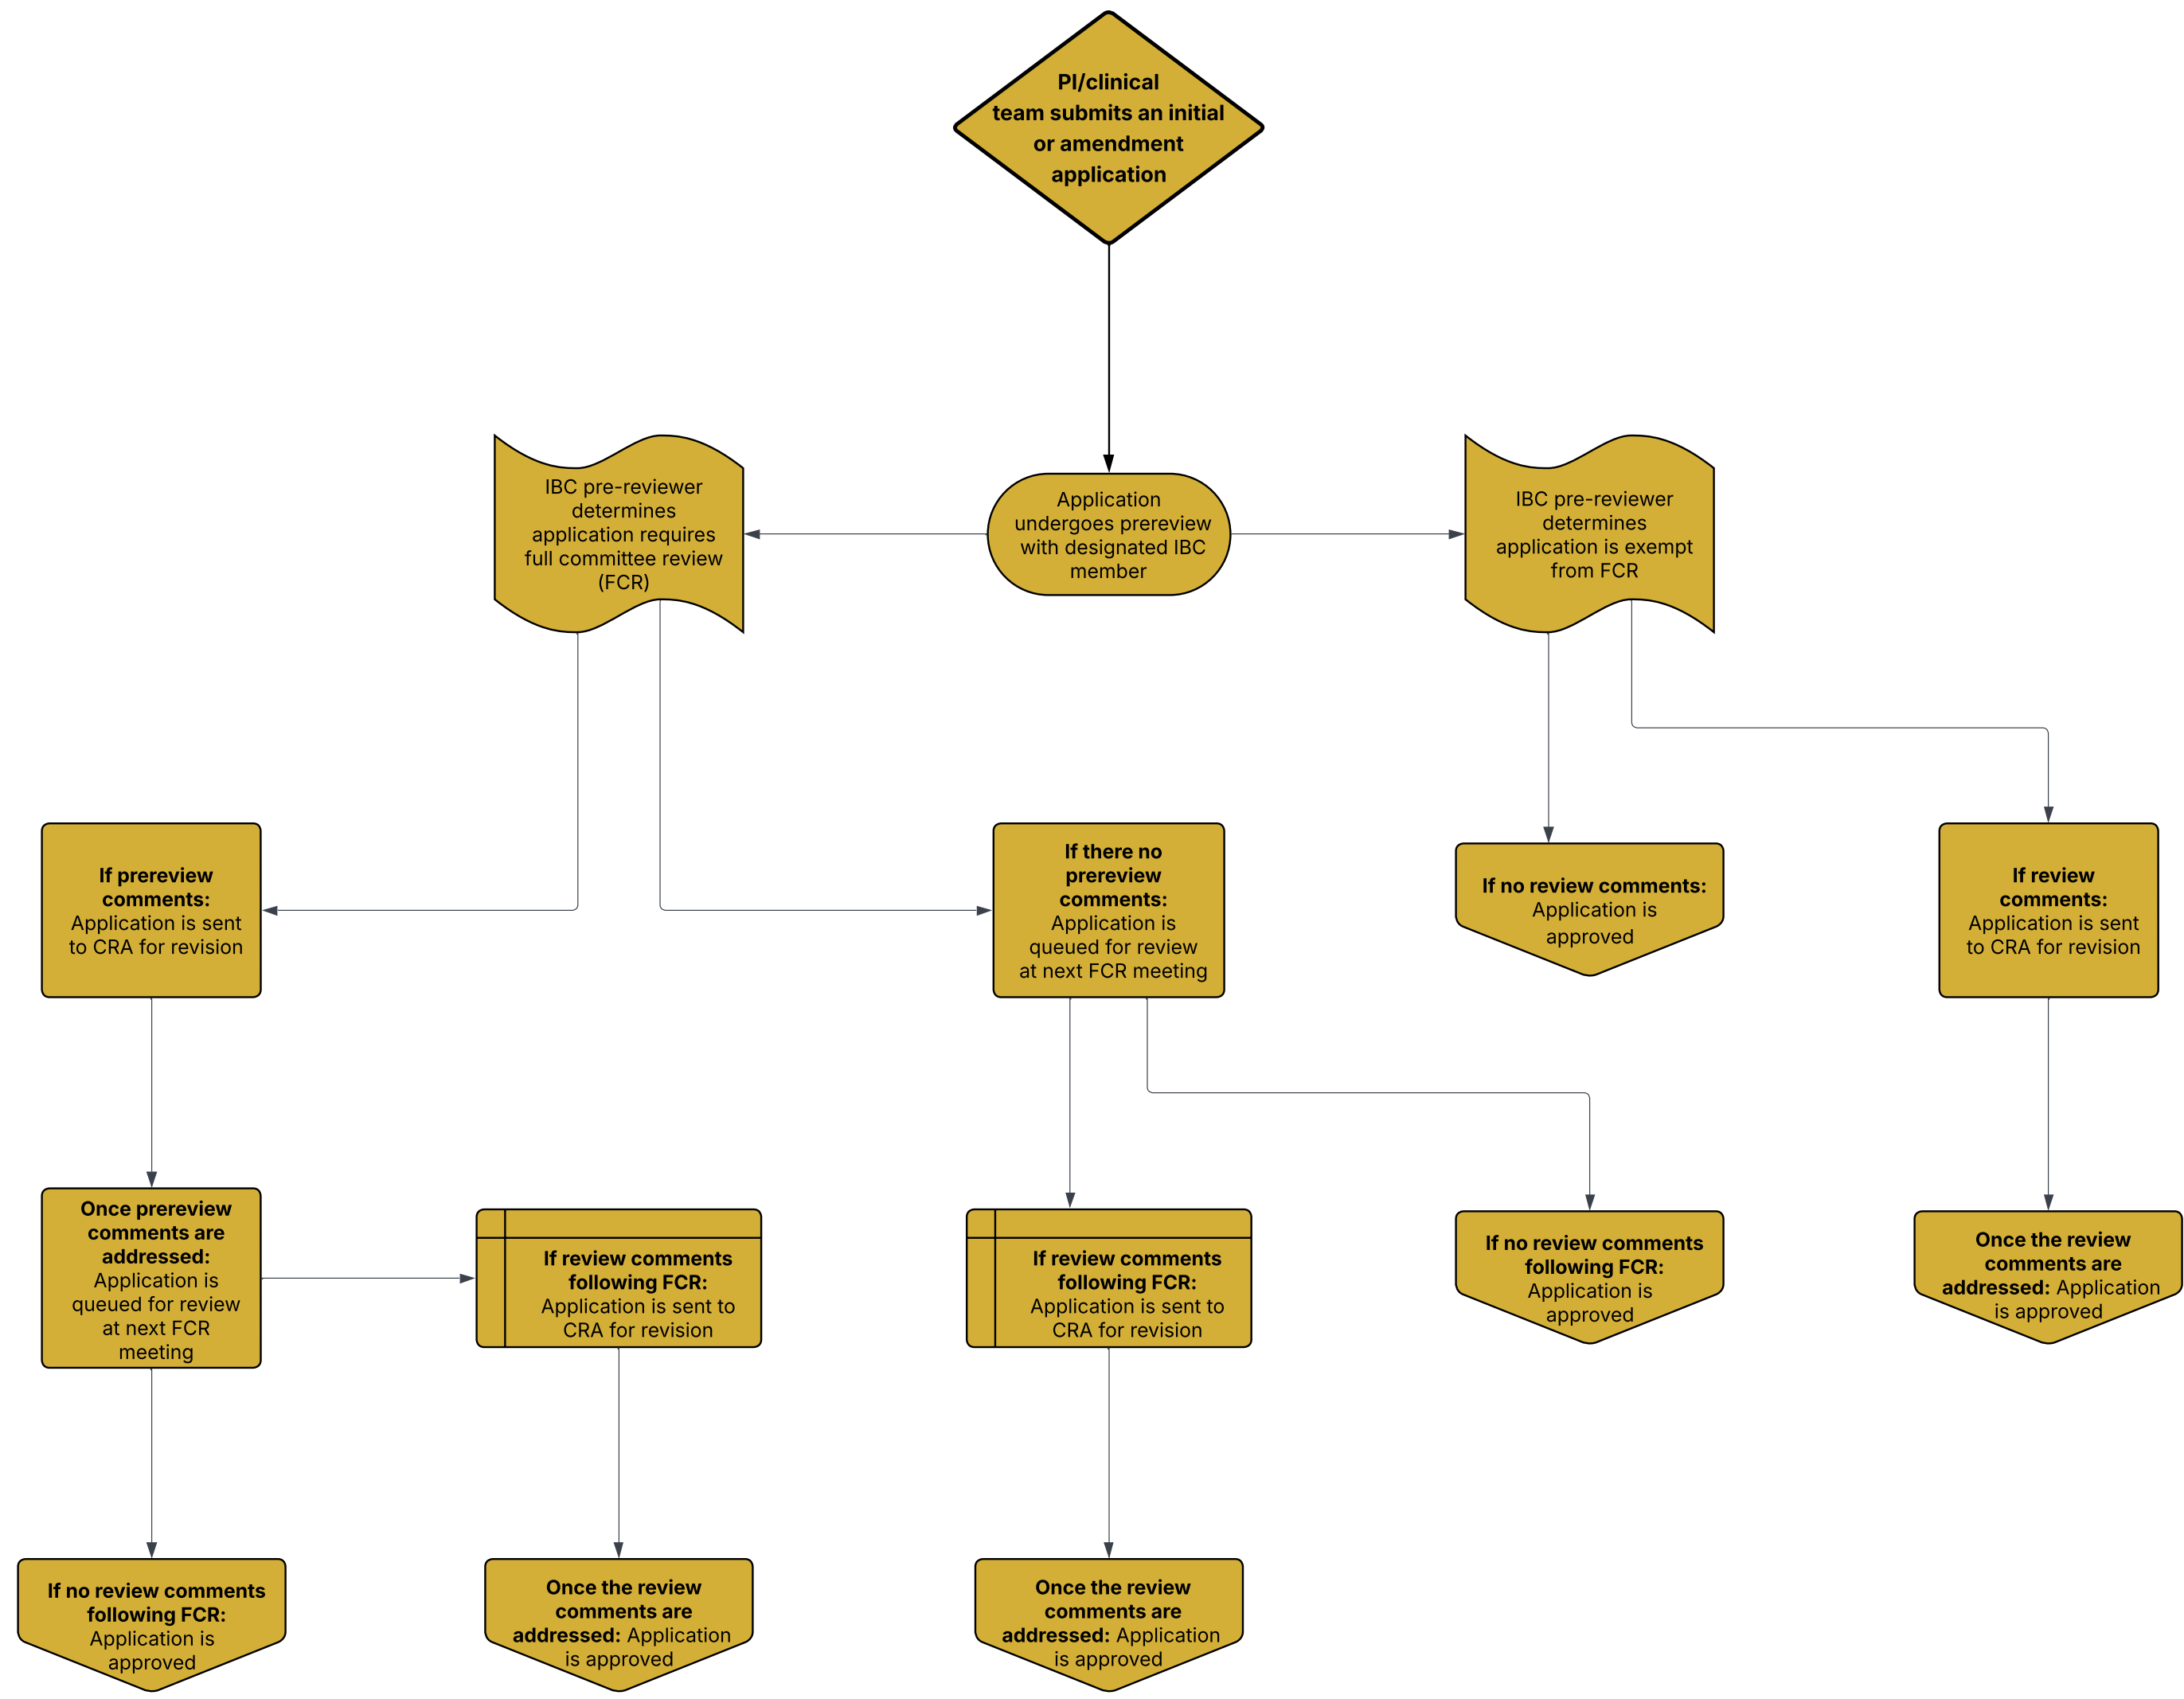 PI/clinical
team submits an initial
or amendment
application
IBC pre-reviewer
determines
application requires
full committee review
(FCR)
Application
undergoes prereview
with designated IBC
member
IBC pre-reviewer
determines
application is exempt
from FCR
If prereview
comments:
Application is sent
to CRA for revision
If there no
prereview
comments:
Application is
queued for review
at next FCR meeting
If no review comments:
Application is
approved
If review
comments:
Application is sent
to CRA for revision
Once prereview
comments are
addressed:
Application is
queued for review
at next FCR
meeting
If review comments
following FCR:
Application is sent to
CRA for revision
If review comments
following FCR:
Application is sent to
CRA for revision
If no review comments
following FCR:
Application is
approved
Once the review
comments are
addressed: Application
is approved
If no review comments
following FCR:
Application is
approved
Once the review
comments are
addressed: Application
is approved
Once the review
comments are
addressed: Application
is approved